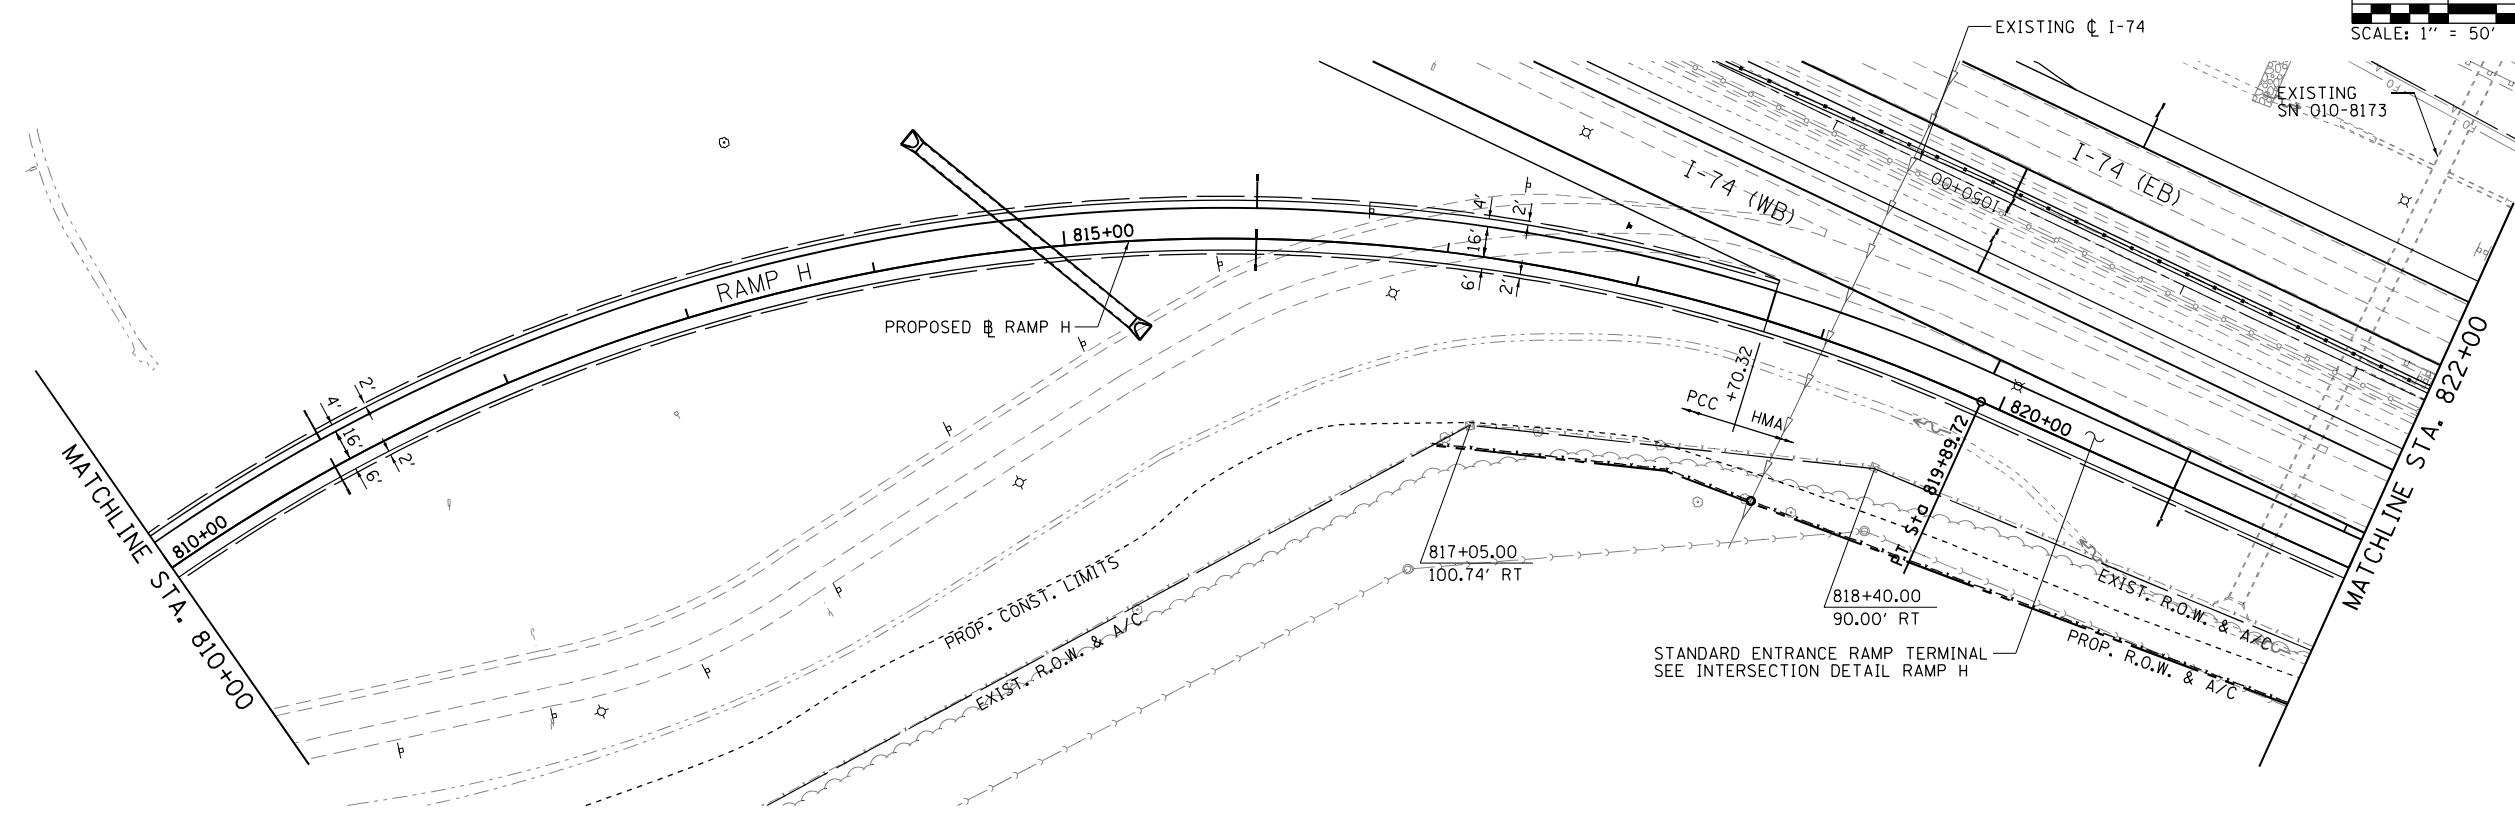 EXISTING ℄ I-74
SCALE: 1" = 50'
EXISTING
SN 010-8173
I-74 (EB)
I-74 (WB)
1050+00
4'
2'
16'
6'
2'
815+00
RAMP H
PROPOSED ⅊ RAMP H
4'
2'
16'
6'
2'
810+00
MATCHLINE STA. 810+00
MATCHLINE STA. 822+00
+70.32
PCC
HMA
820+00
PT Sta 819+89.72
817+05.00
100.74' RT
818+40.00
90.00' RT
PROP. CONST. LIMITS
EXIST. R.O.W. & A/C
EXIST. R.O.W. & A/C
PROP. R.O.W. & A/C
STANDARD ENTRANCE RAMP TERMINAL
SEE INTERSECTION DETAIL RAMP H